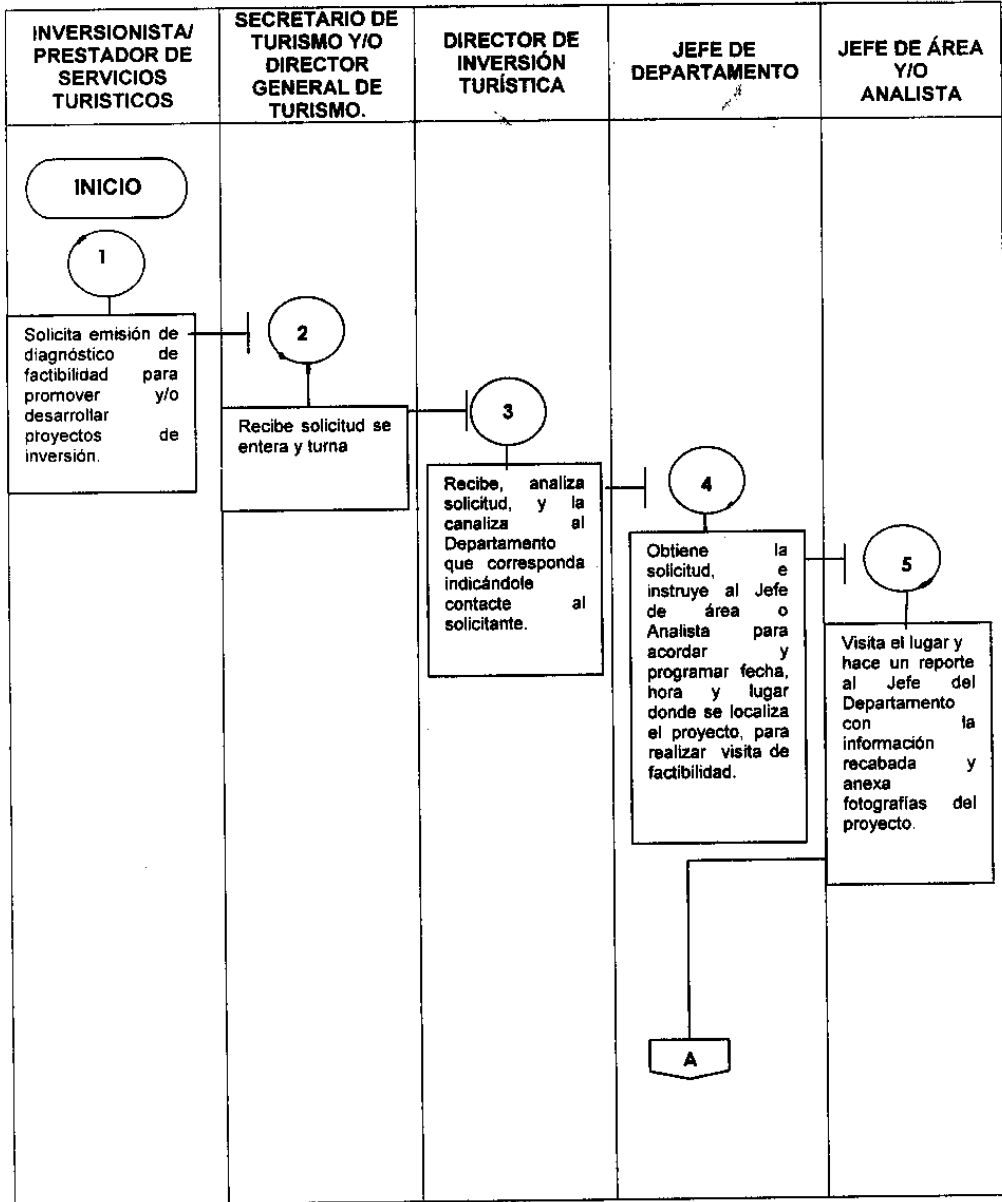 INVERSIONISTA/
PRESTADOR DE
SERVICIOS
TURISTICOS
SECRETARIO DE
TURISMO Y/O
DIRECTOR
GENERAL DE
TURISMO.
DIRECTOR DE
INVERSIÓN
TURÍSTICA
JEFE DE
DEPARTAMENTO
JEFE DE ÁREA
Y/O
ANALISTA
INICIO
1
Solicita emisión de
diagnóstico de
factibilidad para
promover y/o
desarrollar
proyectos de
inversión.
2
Recibe solicitud se
entera y turna
3
Recibe, analiza
solicitud, y la
canaliza al
Departamento
que corresponda
indicándole
contacte al
solicitante.
4
Obtiene la
solicitud, e
instruye al Jefe
de área o
Analista para
acordar y
programar fecha,
hora y lugar
donde se localiza
el proyecto, para
realizar visita de
factibilidad.
5
Visita el lugar y
hace un reporte
al Jefe del
Departamento
con la
información
recabada y
anexa
fotografías del
proyecto.
A